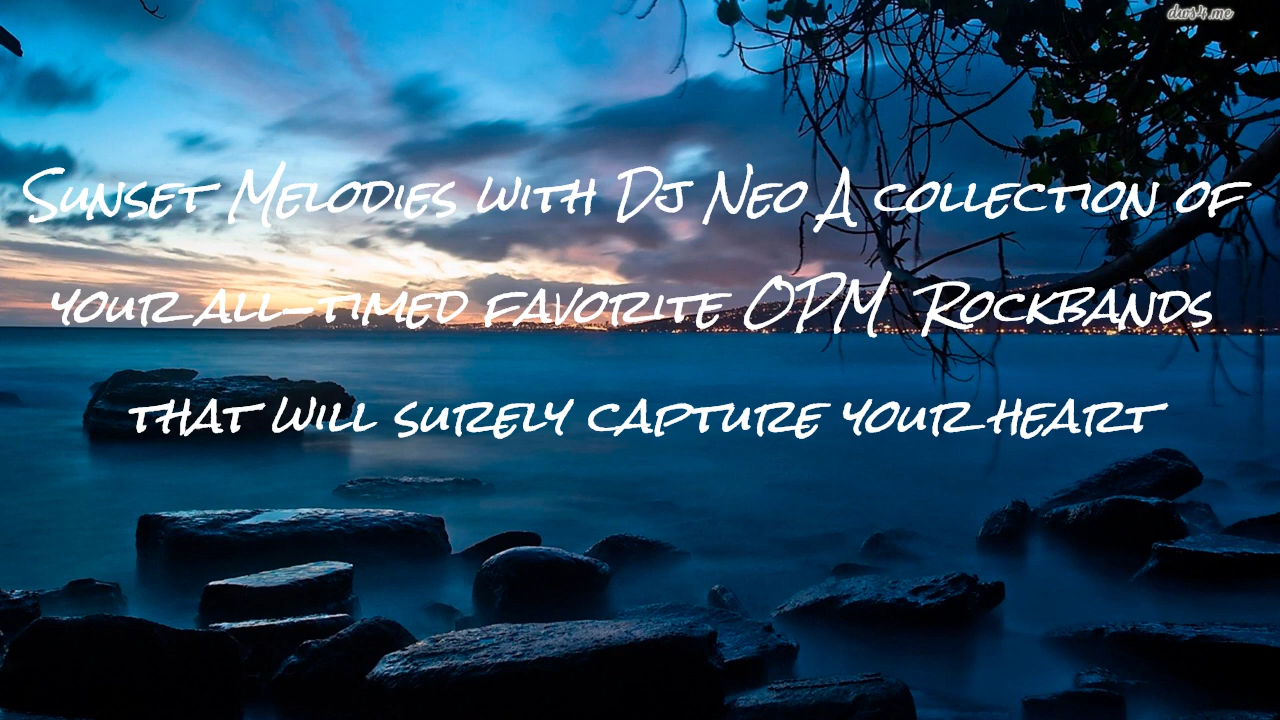 dws4.me
Sunset Melodies with Dj Neo A collection of
your all-timed favorite OPM Rockbands
that will surely capture your heart